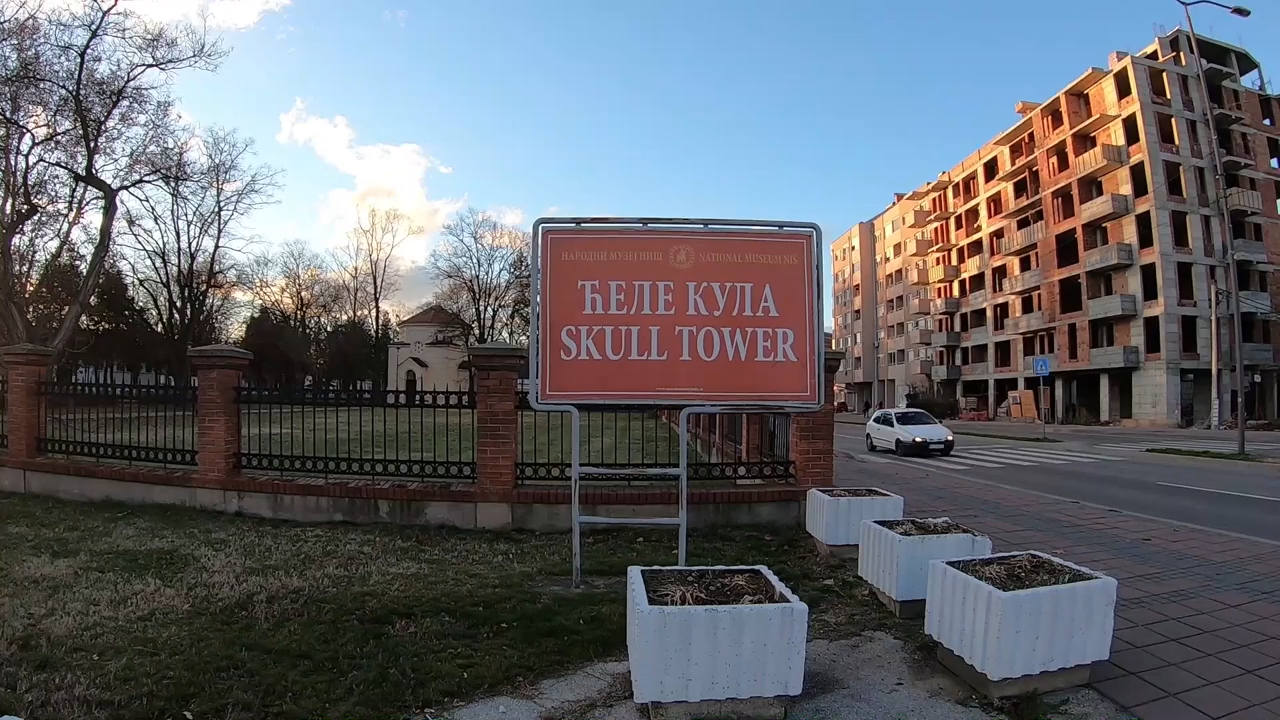 НАРОДНИ МУЗЕЈ НИШ NATIONAL MUSEUM NIS
ЋЕЛЕ КУЛА
SKULL TOWER